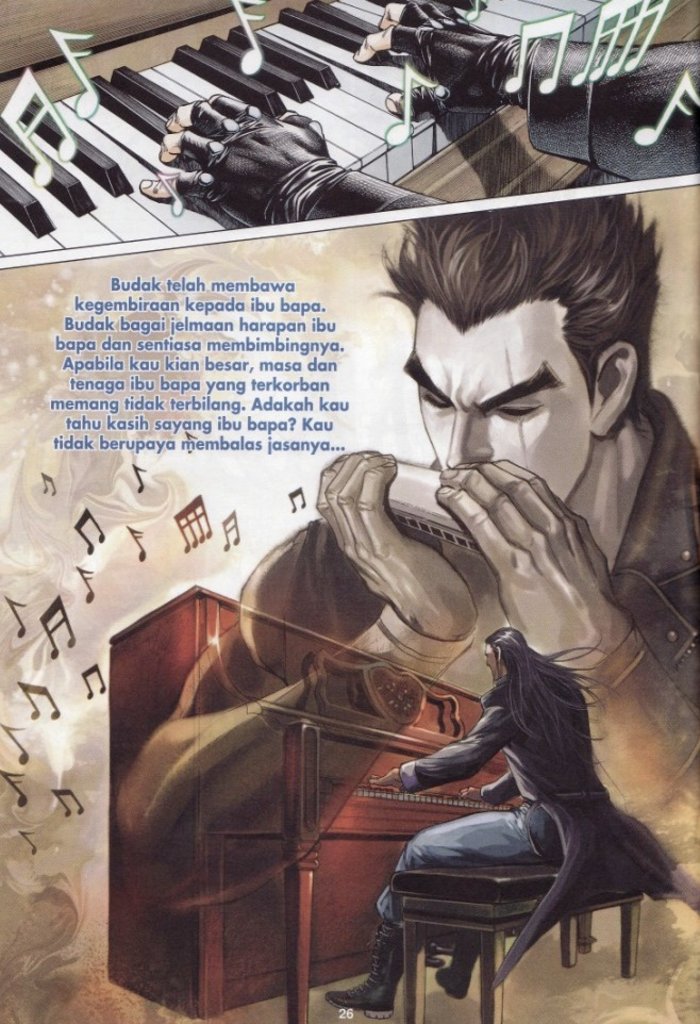 Budak telah membawa
kegembiraan kepada ibu bapa.
Budak bagai jelmaan harapan ibu
bapa dan sentiasa membimbingnya.
Apabila kau kian besar, masa dan
tenaga ibu bapa yang terkorban
memang tidak terbilang. Adakah kau
tahu kasih sayang ibu bapa? Kau
tidak berupaya membalas jasanya...
26